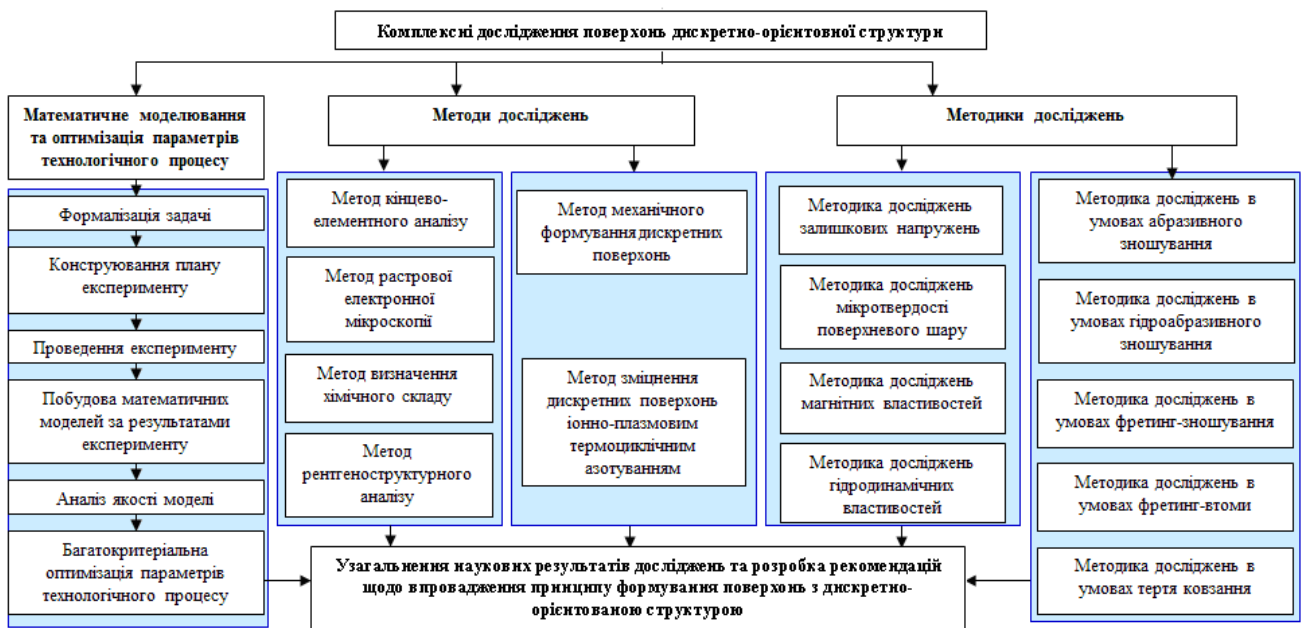 Комплексні дослідження поверхонь дискретно-орієнтовної структури
Математичне моделювання
та оптимізація параметрів
технологічного процесу
Методи досліджень
Методики досліджень
Формалізація задачі
Конструювання плану
експерименту
Проведення експерименту
Побудова математичних
моделей за результатами
експерименту
Аналіз якості моделі
Багатокритеріальна
оптимізація параметрів
технологічного процесу
Метод кінцево-
елементного аналізу
Метод растрової
електронної
мікроскопії
Метод визначення
хімічного складу
Метод
рентгеноструктурного
аналізу
Метод механічного
формування дискретних
поверхонь
Метод зміцнення
дискретних поверхонь
іонно-плазмовим
термоциклічним
азотуванням
Методика досліджень
залишкових напружень
Методика досліджень
мікротвердості
поверхневого шару
Методика досліджень
магнітних властивостей
Методика досліджень
гідродинамічних
властивостей
Методика досліджень в
умовах абразивного
зношування
Методика досліджень в
умовах гідроабразивного
зношування
Методика досліджень в
умовах фретинг-зношування
Методика досліджень в
умовах фретинг-втоми
Методика досліджень в
умовах тертя ковзання
Узагальнення наукових результатів досліджень та розробка рекомендацій
щодо впровадження принципу формування поверхонь з дискретно-
орієнтованою структурою